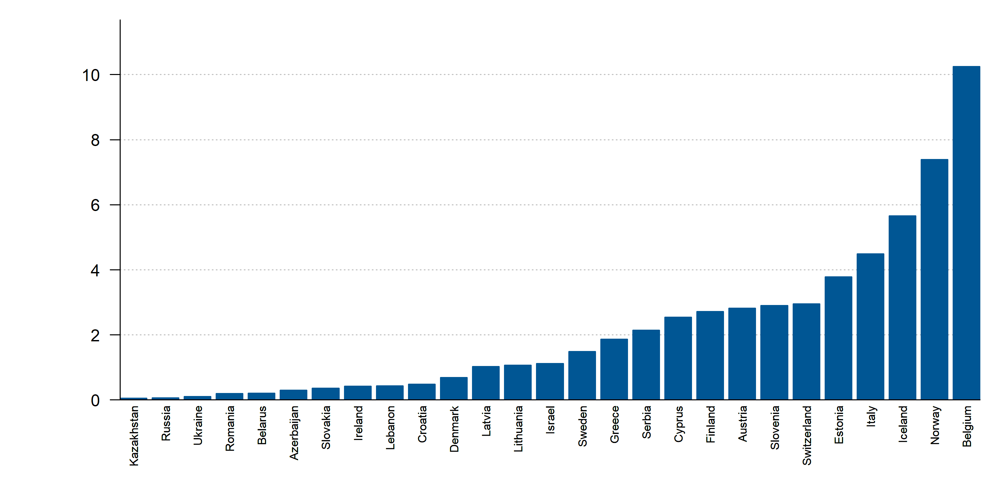 10
8
6
4
2
0
Kazakhstan
Russia
Ukraine
Romania
Belarus
Azerbaijan
Slovakia
Ireland
Lebanon
Croatia
Denmark
Latvia
Lithuania
Israel
Sweden
Greece
Serbia
Cyprus
Finland
Austria
Slovenia
Switzerland
Estonia
Italy
Iceland
Norway
Belgium